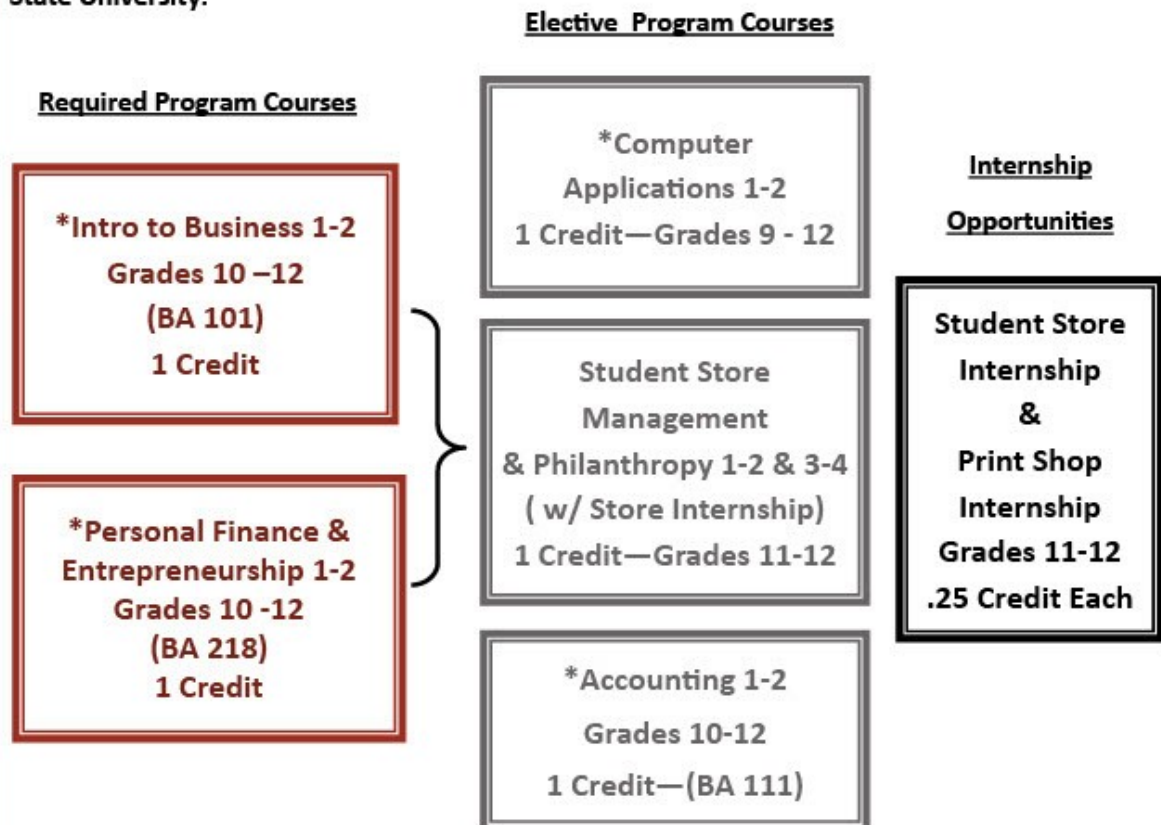 State University.
Elective Program Courses
Required Program Courses
*Intro to Business 1-2
Grades 10 –12
(BA 101)
1 Credit
*Personal Finance &
Entrepreneurship 1-2
Grades 10 -12
(BA 218)
1 Credit
*Computer
Applications 1-2
1 Credit—Grades 9 - 12
Student Store
Management
& Philanthropy 1-2 & 3-4
( w/ Store Internship)
1 Credit—Grades 11-12
*Accounting 1-2
Grades 10-12
1 Credit—(BA 111)
Internship
Opportunities
Student Store
Internship
&
Print Shop
Internship
Grades 11-12
.25 Credit Each